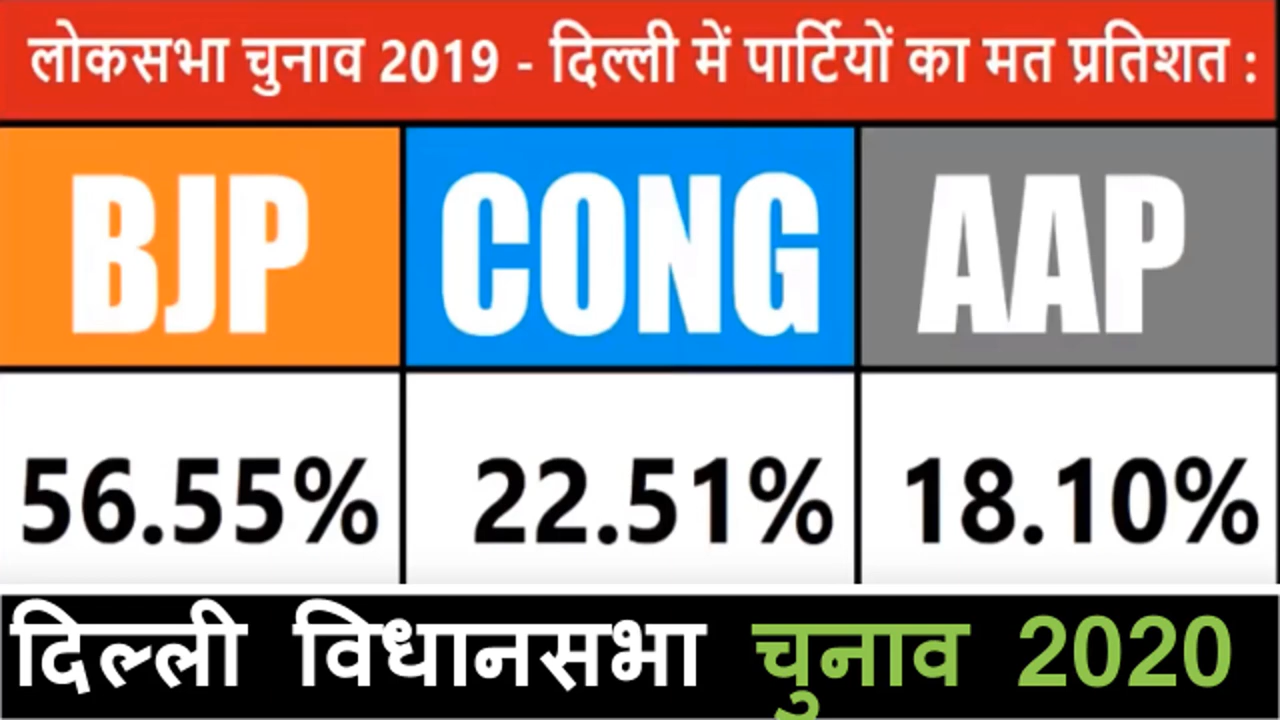 लोकसभा चुनाव 2019 - दिल्ली में पार्टियों का मत प्रतिशत :
BJP CONG AAP
56.55% 22.51% 18.10%
दिल्ली विधानसभा चुनाव 2020